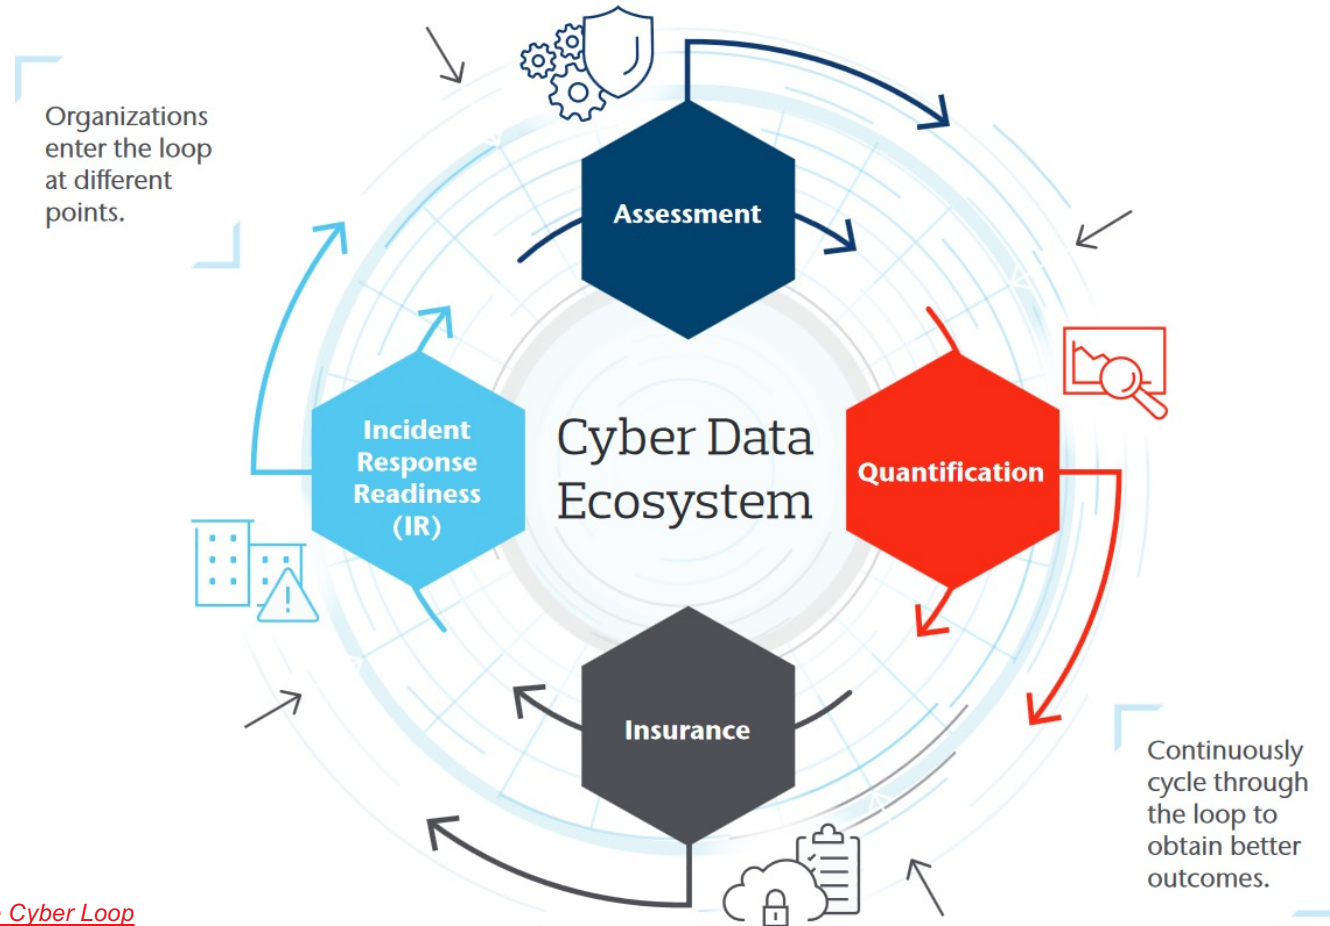 Organizations
enter the loop
at different
points.
Assessment
Incident
Response
Readiness
(IR)
Cyber Data
Ecosystem
Quantification
Insurance
Continuously
cycle through
the loop to
obtain better
outcomes.
Cyber Loop